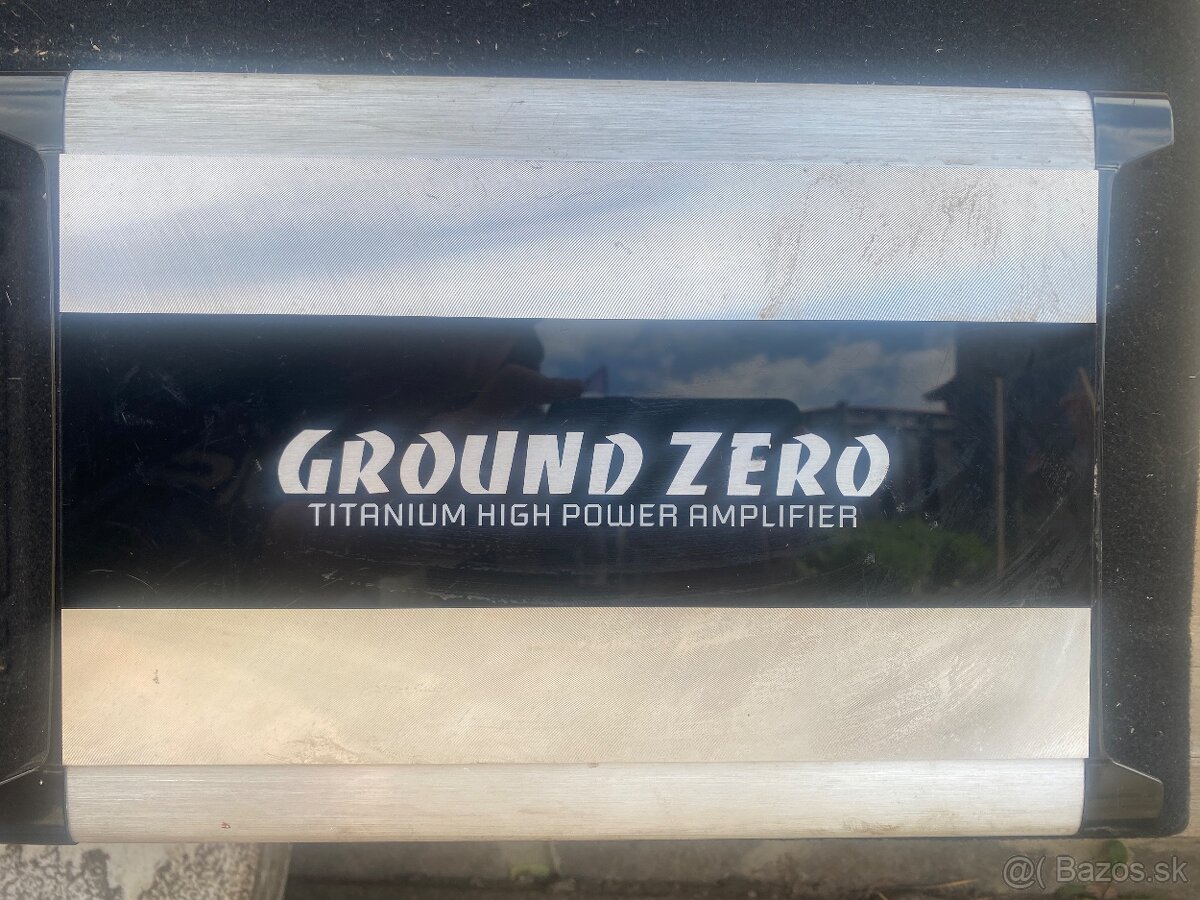 GROUND ZERO
TITANIUM HIGH POWER AMPLIFIER
@( Bazos.sk